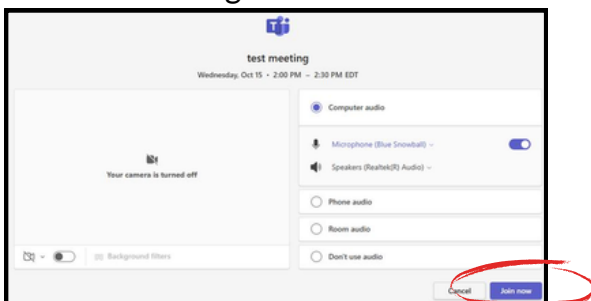 test meeting
Wednesday, Oct 15 • 2:00 PM – 2:30 PM EDT
Computer audio
Microphone (Blue Snowball)
Speakers (Realtek(R) Audio)
Your camera is turned off
Phone audio
Room audio
Background filters
Don't use audio
Cancel
Join now